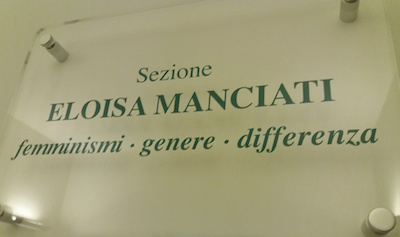 Sezione
ELOISA MANCIATI
femminismi · genere · differenza